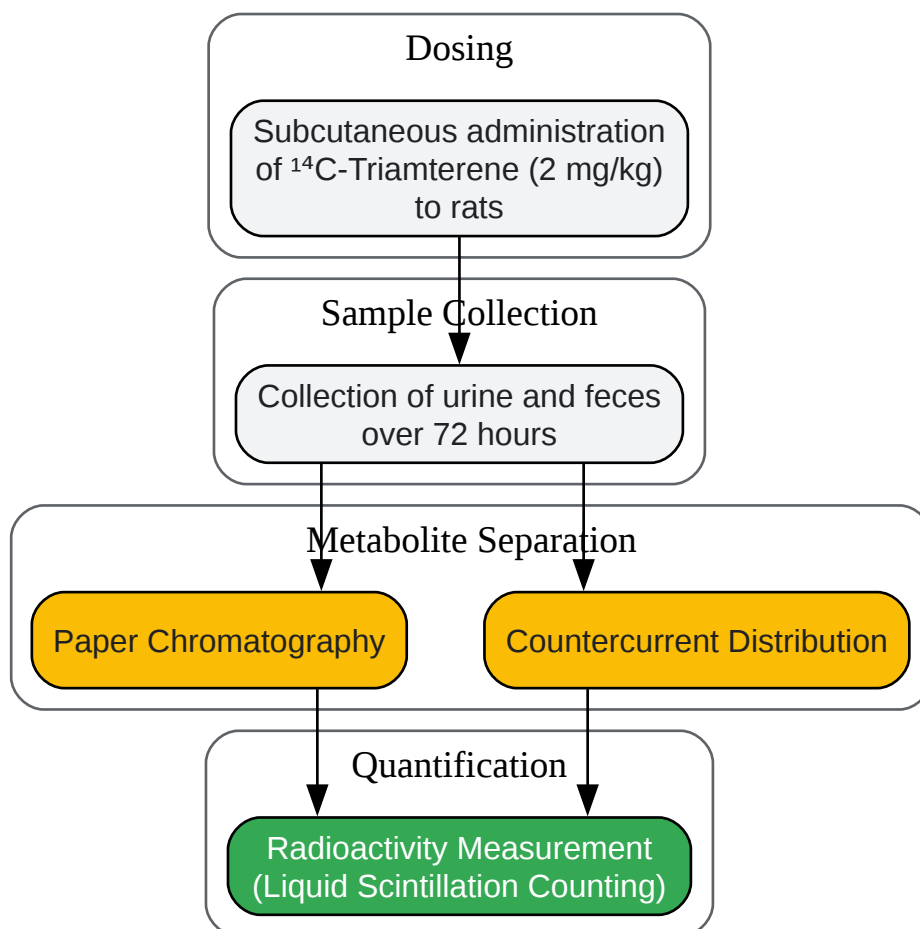 Dosing
Subcutaneous administration
of ¹⁴C-Triamterene (2 mg/kg)
to rats
Sample Collection
Collection of urine and feces
over 72 hours
Metabolite Separation
Paper Chromatography
Countercurrent Distribution
Quantification
Radioactivity Measurement
(Liquid Scintillation Counting)